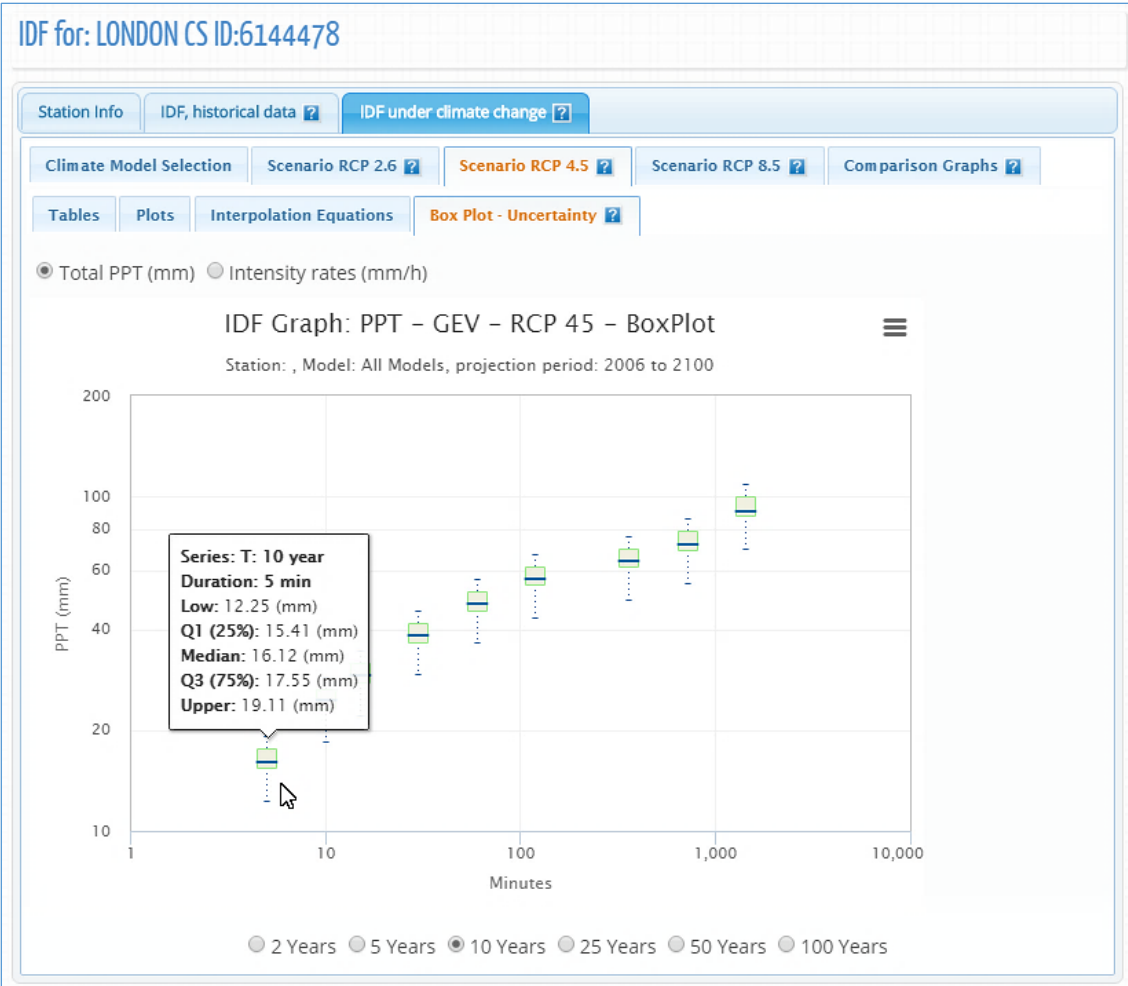 IDF for: LONDON CS ID:6144478
Station Info IDF, historical data ? IDF under climate change ?
Climate Model Selection Scenario RCP 2.6 ? Scenario RCP 4.5 ? Scenario RCP 8.5 ? Comparison Graphs ?
Tables Plots Interpolation Equations Box Plot - Uncertainty ?
Total PPT (mm) Intensity rates (mm/h)
IDF Graph: PPT – GEV – RCP 45 – BoxPlot
Station: , Model: All Models, projection period: 2006 to 2100
200
100
80
60
40
20
10
PPT (mm)
Series: T: 10 year
Duration: 5 min
Low: 12.25 (mm)
Q1 (25%): 15.41 (mm)
Median: 16.12 (mm)
Q3 (75%): 17.55 (mm)
Upper: 19.11 (mm)
1 10 100 1,000 10,000
Minutes
2 Years 5 Years 10 Years 25 Years 50 Years 100 Years